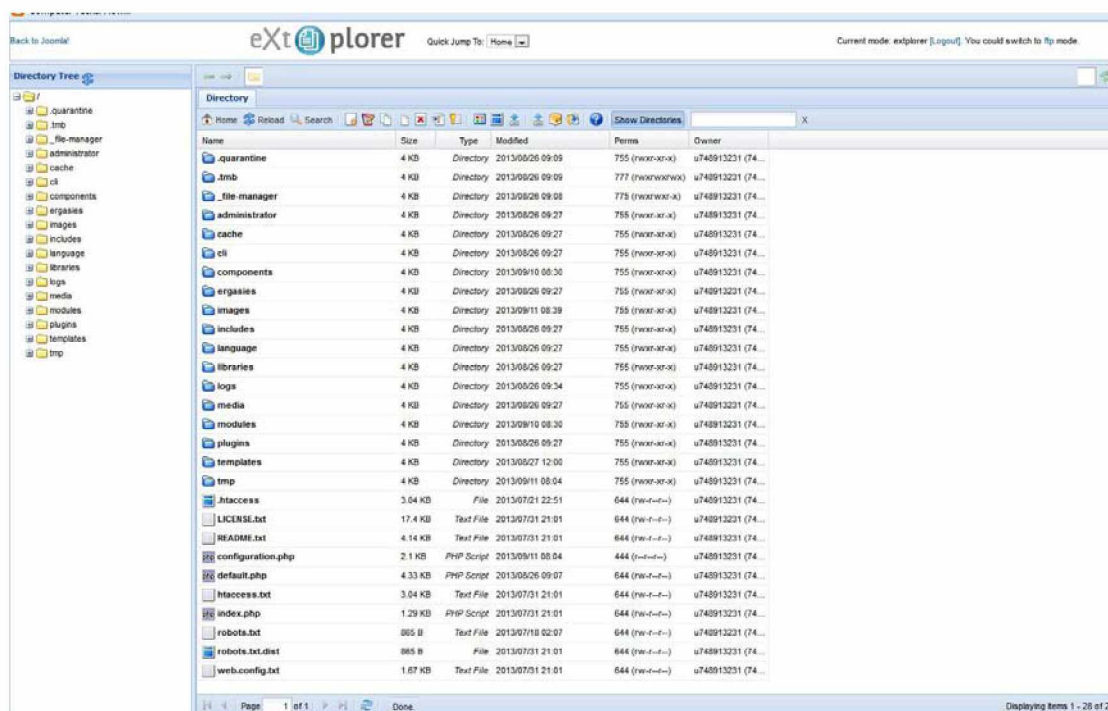 Back to Joomla!
eXtplorer
Quick Jump To: Home
Current mode: extplorer [Logout]. You could switch to ftp mode.
Directory Tree
/
.quarantine
.tmb
_file-manager
administrator
cache
cli
components
ergasies
images
includes
language
libraries
logs
media
modules
plugins
templates
tmp
Directory
Home Reload Search Show Directories X
Name Size Type Modified Perms Owner
.quarantine 4 KB Directory 2013/08/26 09:09 755 (rwxr-xr-x) u748913231 (74...
.tmb 4 KB Directory 2013/08/26 09:09 777 (rwxrwxrwx) u748913231 (74...
_file-manager 4 KB Directory 2013/08/26 09:08 775 (rwxrwxr-x) u748913231 (74...
administrator 4 KB Directory 2013/08/26 09:27 755 (rwxr-xr-x) u748913231 (74...
cache 4 KB Directory 2013/08/26 09:27 755 (rwxr-xr-x) u748913231 (74...
cli 4 KB Directory 2013/08/26 09:27 755 (rwxr-xr-x) u748913231 (74...
components 4 KB Directory 2013/09/10 08:30 755 (rwxr-xr-x) u748913231 (74...
ergasies 4 KB Directory 2013/08/26 09:27 755 (rwxr-xr-x) u748913231 (74...
images 4 KB Directory 2013/09/11 08:39 755 (rwxr-xr-x) u748913231 (74...
includes 4 KB Directory 2013/08/26 09:27 755 (rwxr-xr-x) u748913231 (74...
language 4 KB Directory 2013/08/26 09:27 755 (rwxr-xr-x) u748913231 (74...
libraries 4 KB Directory 2013/08/26 09:27 755 (rwxr-xr-x) u748913231 (74...
logs 4 KB Directory 2013/08/26 09:34 755 (rwxr-xr-x) u748913231 (74...
media 4 KB Directory 2013/08/26 09:27 755 (rwxr-xr-x) u748913231 (74...
modules 4 KB Directory 2013/09/10 08:30 755 (rwxr-xr-x) u748913231 (74...
plugins 4 KB Directory 2013/08/26 09:27 755 (rwxr-xr-x) u748913231 (74...
templates 4 KB Directory 2013/08/27 12:00 755 (rwxr-xr-x) u748913231 (74...
tmp 4 KB Directory 2013/09/11 08:04 755 (rwxr-xr-x) u748913231 (74...
.htaccess 3.04 KB File 2013/07/21 22:51 644 (rw-r--r--) u748913231 (74...
LICENSE.txt 17.4 KB Text File 2013/07/31 21:01 644 (rw-r--r--) u748913231 (74...
README.txt 4.14 KB Text File 2013/07/31 21:01 644 (rw-r--r--) u748913231 (74...
configuration.php 2.1 KB PHP Script 2013/09/11 08:04 444 (r--r--r--) u748913231 (74...
default.php 4.33 KB PHP Script 2013/08/26 09:07 644 (rw-r--r--) u748913231 (74...
htaccess.txt 3.04 KB Text File 2013/07/31 21:01 644 (rw-r--r--) u748913231 (74...
index.php 1.29 KB PHP Script 2013/07/31 21:01 644 (rw-r--r--) u748913231 (74...
robots.txt 865 B Text File 2013/07/18 02:07 644 (rw-r--r--) u748913231 (74...
robots.txt.dist 865 B File 2013/07/31 21:01 644 (rw-r--r--) u748913231 (74...
web.config.txt 1.67 KB Text File 2013/07/31 21:01 644 (rw-r--r--) u748913231 (74...
Page 1 of 1 Done. Displaying items 1 - 28 of